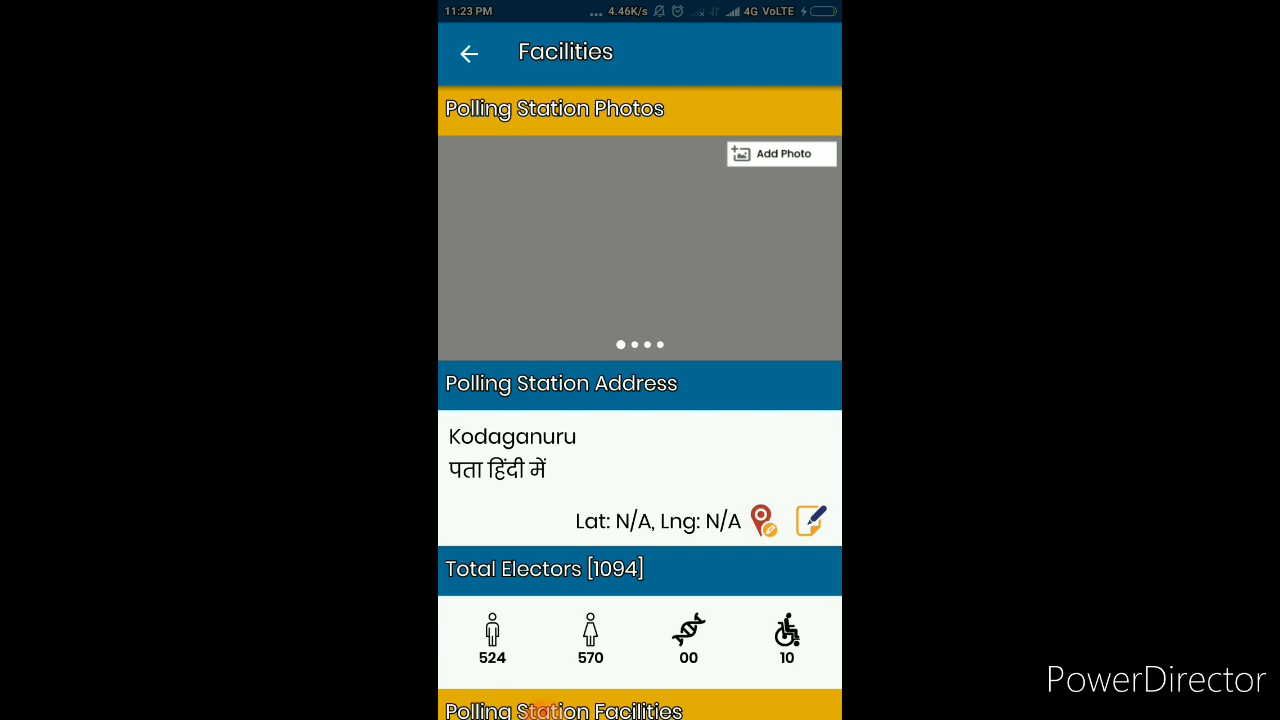 11:23 PM ... 4.46K/s 4G VoLTE
Facilities
Polling Station Photos
Add Photo
Polling Station Address
Kodaganuru
पता हिंदी में
Lat: N/A, Lng: N/A
Total Electors [1094]
524 570 00 10
Polling Station Facilities
PowerDirector